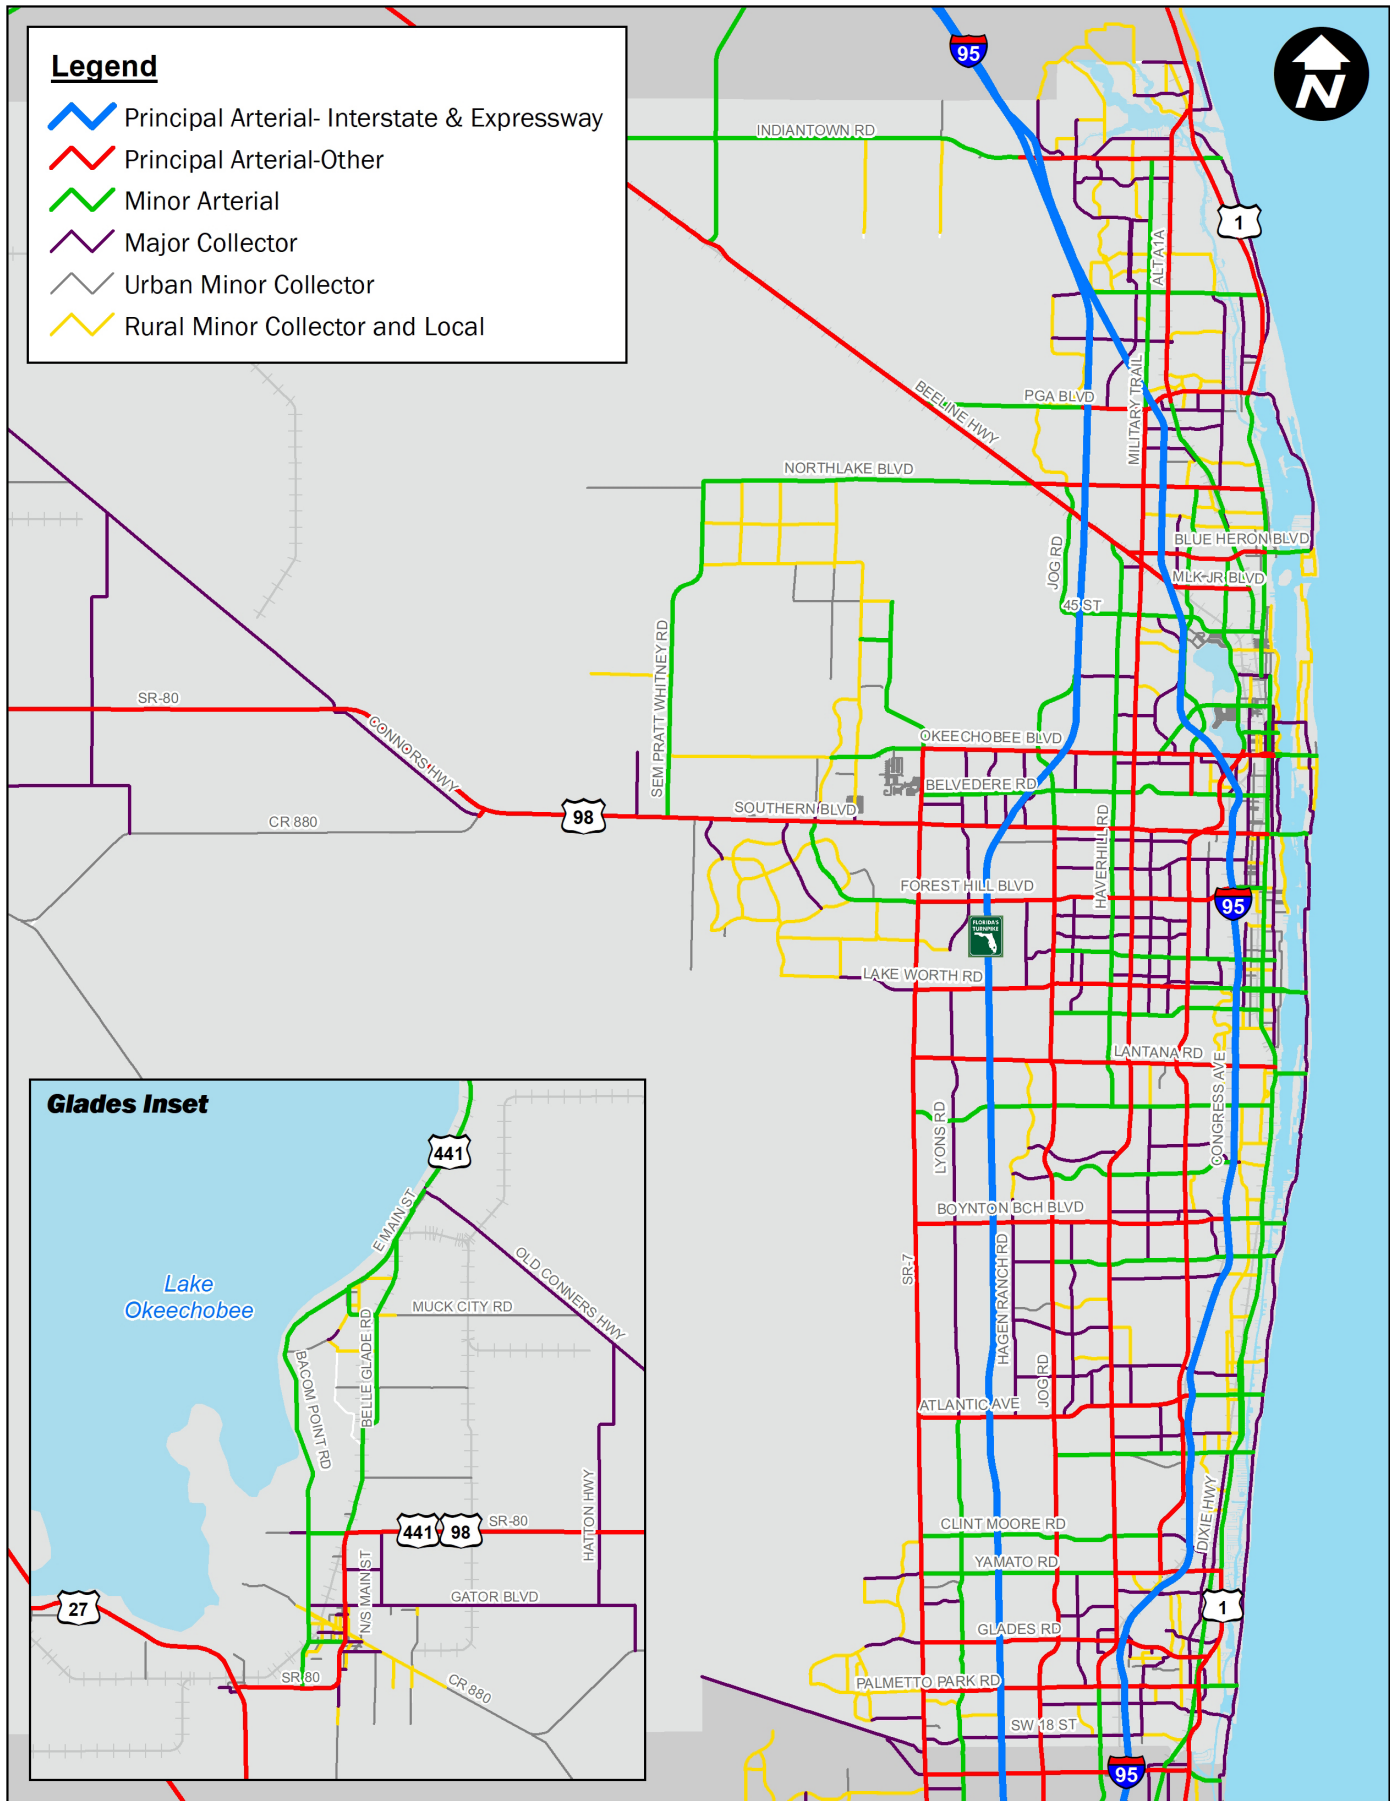 Legend
Principal Arterial- Interstate & Expressway
Principal Arterial-Other
Minor Arterial
Major Collector
Urban Minor Collector
Rural Minor Collector and Local
95
N
INDIANTOWN RD
1
ALT A1A
MILITARY TRAIL
PGA BLVD
BEELINE HWY
NORTHLAKE BLVD
JOG RD
BLUE HERON BLVD
MLK JR BLVD
45 ST
SEM PRATT WHITNEY RD
SR-80
CONNORS HWY
OKEECHOBEE BLVD
BELVEDERE RD
98
SOUTHERN BLVD
CR 880
HAVERHILL RD
FOREST HILL BLVD
95
FLORIDA'S
TURNPIKE
LAKE WORTH RD
LANTANA RD
CONGRESS AVE
LYONS RD
BOYNTON BCH BLVD
SR-7
HAGEN RANCH RD
JOG RD
ATLANTIC AVE
DIXIE HWY
CLINT MOORE RD
YAMATO RD
1
GLADES RD
PALMETTO PARK RD
SW 18 ST
95
Glades Inset
441
E MAIN ST
OLD CONNERS HWY
Lake
Okeechobee
MUCK CITY RD
BELLE GLADE RD
BACOM POINT RD
HATTON HWY
441
98
SR-80
N/S MAIN ST
GATOR BLVD
27
SR-80
CR 880